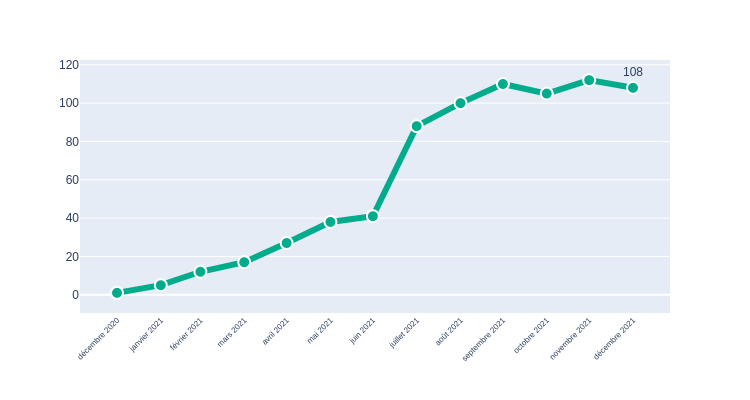 120
108
100
80
60
40
20
0
décembre 2020
janvier 2021
février 2021
mars 2021
avril 2021
mai 2021
juin 2021
juillet 2021
août 2021
septembre 2021
octobre 2021
novembre 2021
décembre 2021